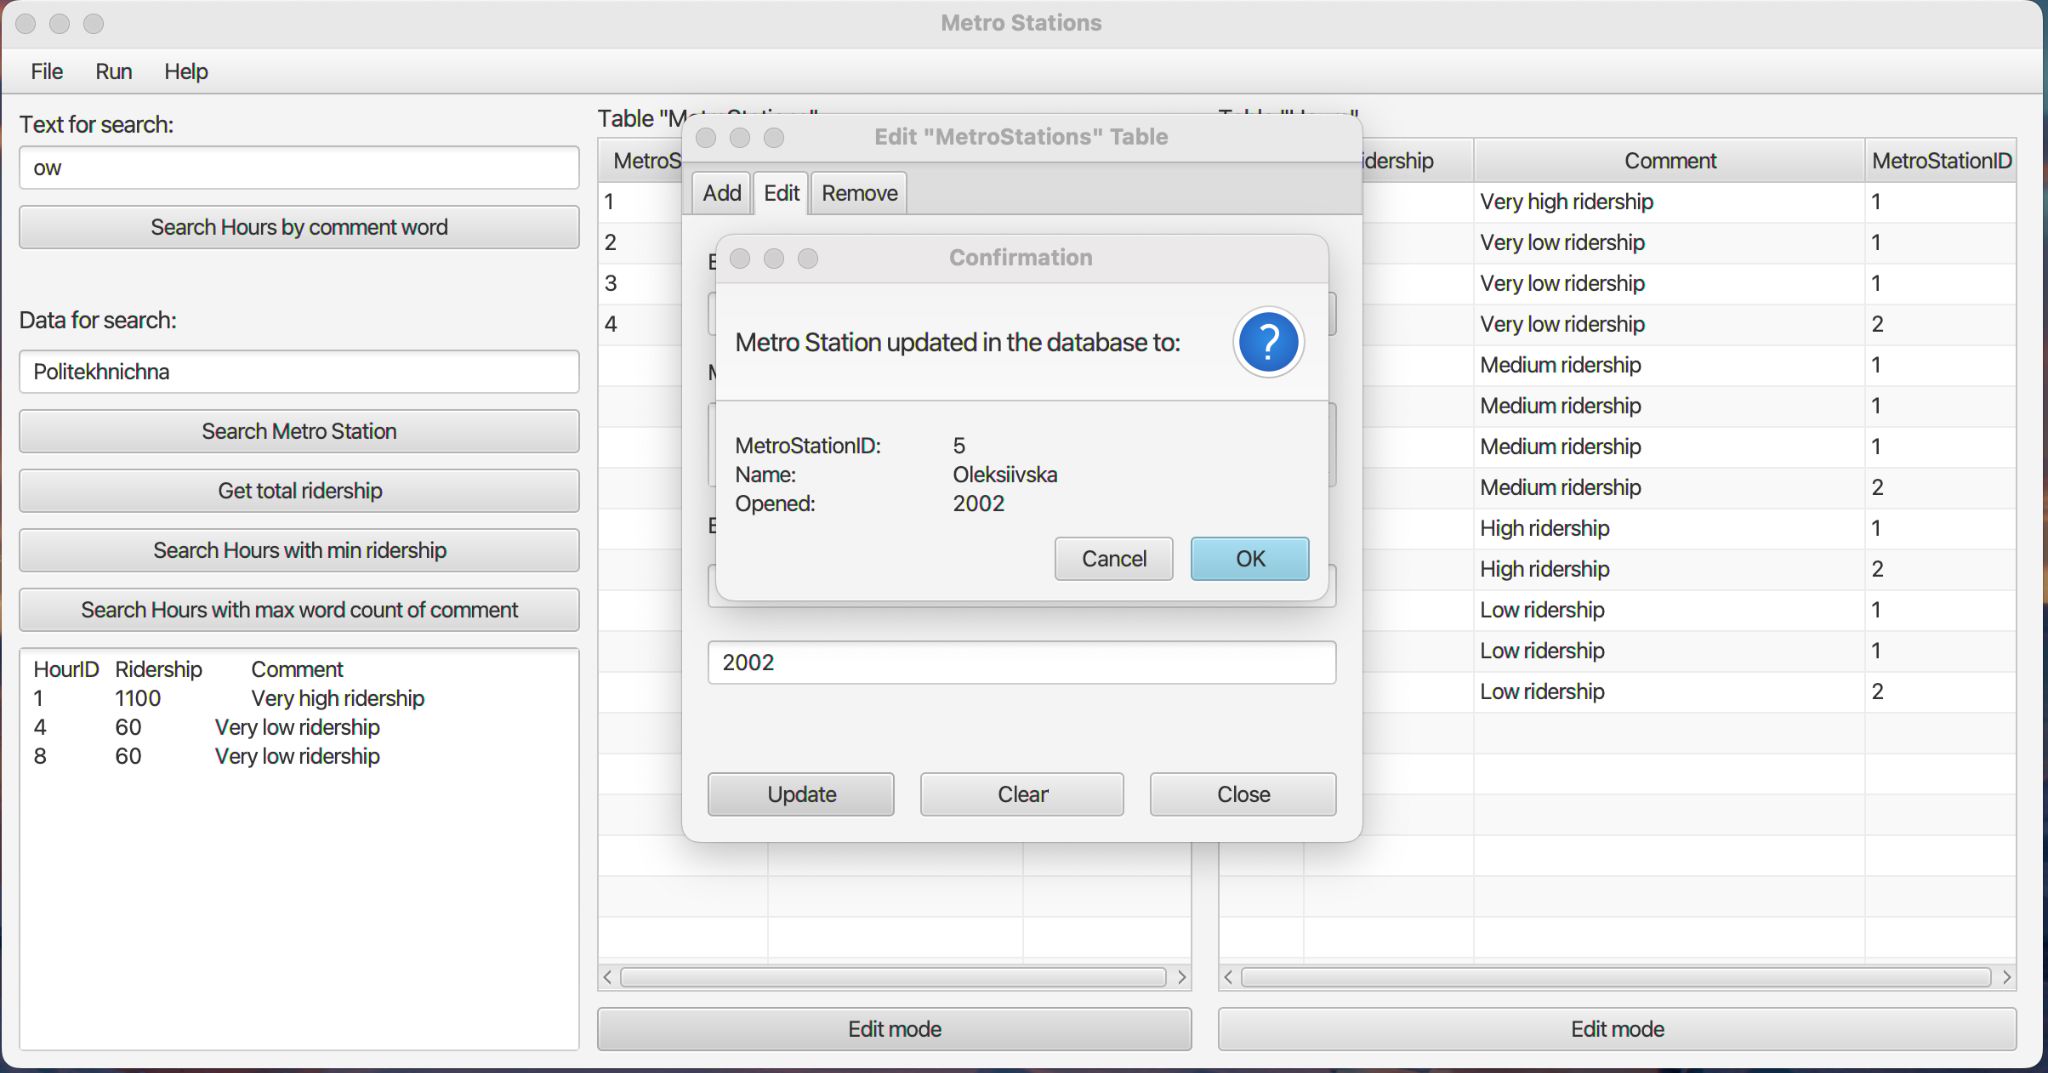 Metro Stations
File Run Help
Text for search:
ow
Search Hours by comment word
Data for search:
Politekhnichna
Search Metro Station
Get total ridership
Search Hours with min ridership
Search Hours with max word count of comment
HourID Ridership Comment
1 1100 Very high ridership
4 60 Very low ridership
8 60 Very low ridership
Table
1
2
3
4
Edit mode
Edit "MetroStations" Table
Add Edit Remove
Confirmation
Metro Station updated in the database to:
MetroStationID: 5
Name: Oleksiivska
Opened: 2002
Cancel OK
2002
Update Clear Close
Comment MetroStationID
Very high ridership 1
Very low ridership 1
Very low ridership 1
Very low ridership 2
Medium ridership 1
Medium ridership 1
Medium ridership 1
Medium ridership 2
High ridership 1
High ridership 2
Low ridership 1
Low ridership 1
Low ridership 2
Edit mode